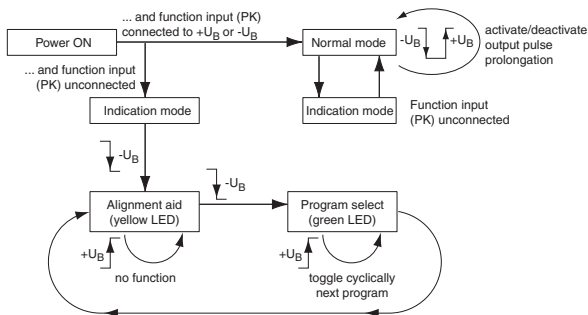 ... and function input (PK)
connected to +UB or -UB
Power ON
Normal mode
-UB
+UB
activate/deactivate
output pulse
prolongation
... and function input
(PK) unconnected
Indication mode
Indication mode
Function input
(PK) unconnected
-UB
-UB
Alignment aid
(yellow LED)
Program select
(green LED)
+UB
no function
+UB
toggle cyclically
next program